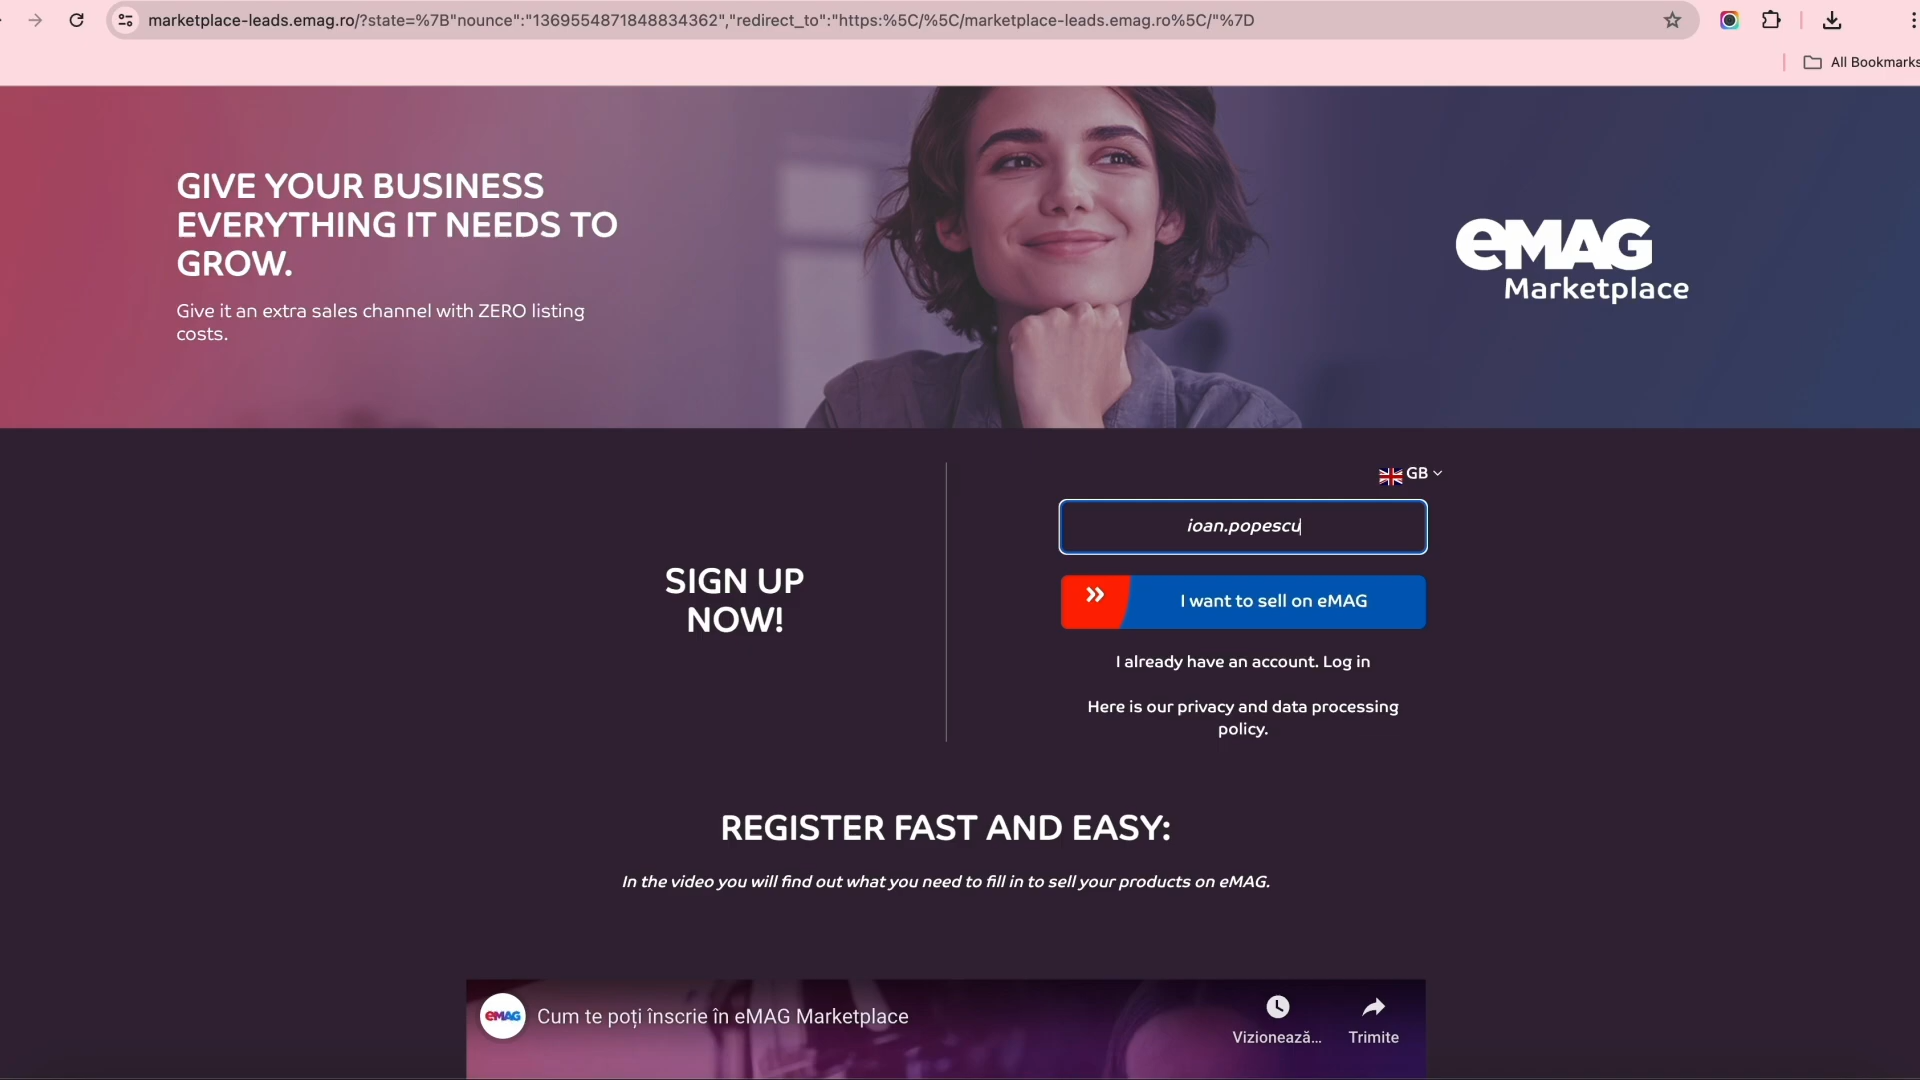 marketplace-leads.emag.ro/?state=%7B"nounce":"1369554871848834362","redirect_to":"https:%5C/%5C/marketplace-leads.emag.ro%5C/"%7D
All Bookmarks
GIVE YOUR BUSINESS
EVERYTHING IT NEEDS TO
GROW.
Give it an extra sales channel with ZERO listing
costs.
eMAG
Marketplace
GB
ioan.popescu
SIGN UP
NOW!
I want to sell on eMAG
I already have an account. Log in
Here is our privacy and data processing
policy.
REGISTER FAST AND EASY:
In the video you will find out what you need to fill in to sell your products on eMAG.
eMAG
Cum te poți înscrie în eMAG Marketplace
Vizionează...
Trimite